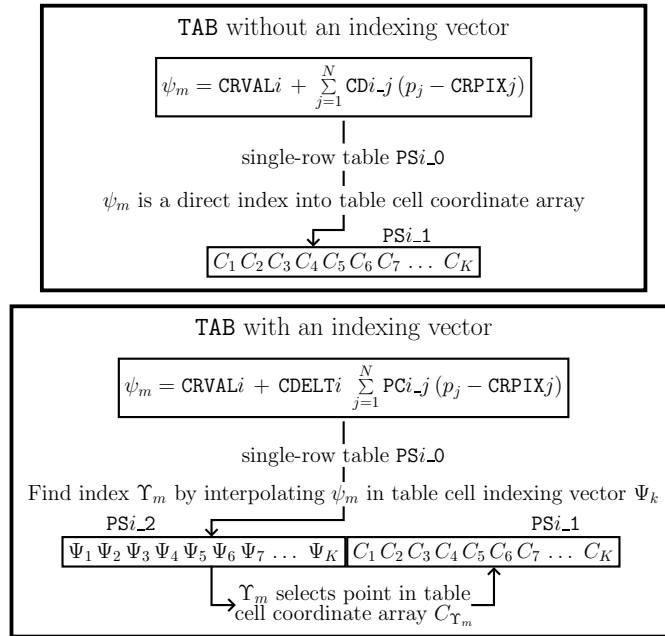 TAB without an indexing vector
ψ_m = CRVALi + ∑_{j=1}^{N} CDi_j (p_j − CRPIXj)
single-row table PSi_0
ψ_m is a direct index into table cell coordinate array
PSi_1
C_1 C_2 C_3 C_4 C_5 C_6 C_7 ... C_K
TAB with an indexing vector
ψ_m = CRVALi + CDELTi ∑_{j=1}^{N} PCi_j (p_j − CRPIXj)
single-row table PSi_0
Find index Υ_m by interpolating ψ_m in table cell indexing vector Ψ_k
PSi_2 PSi_1
Ψ_1 Ψ_2 Ψ_3 Ψ_4 Ψ_5 Ψ_6 Ψ_7 ... Ψ_K C_1 C_2 C_3 C_4 C_5 C_6 C_7 ... C_K
Υ_m selects point in table
cell coordinate array C_{Υ_m}